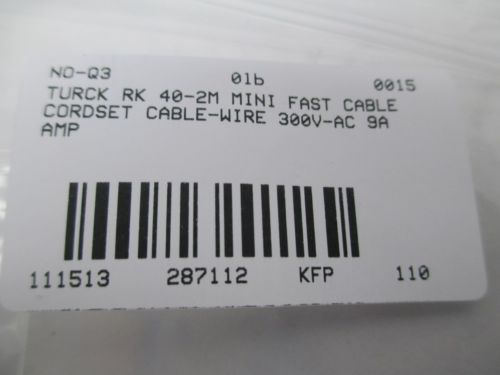 NO-Q3 01b 0015
TURCK RK 40-2M MINI FAST CABLE
CORDSET CABLE-WIRE 300V-AC 9A
AMP
111513 287112 KFP 110